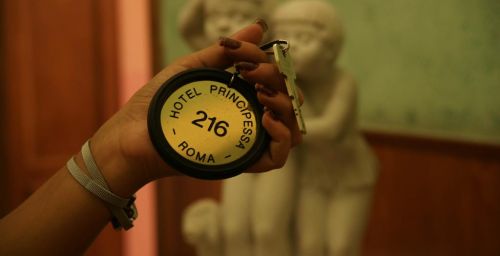 HOTEL PRINCIPESSA
216
- ROMA -